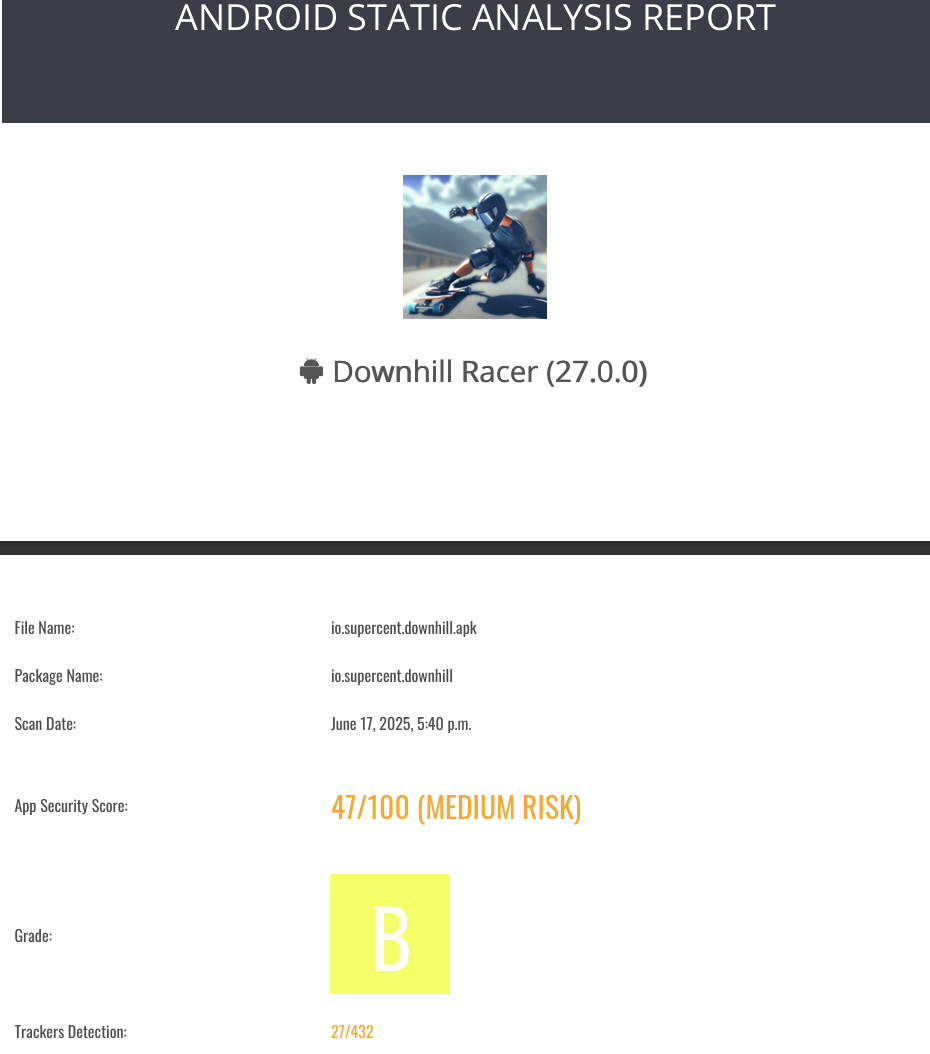 ANDROID STATIC ANALYSIS REPORT
Downhill Racer (27.0.0)
File Name: io.supercent.downhill.apk
Package Name: io.supercent.downhill
Scan Date: June 17, 2025, 5:40 p.m.
App Security Score: 47/100 (MEDIUM RISK)
Grade: B
Trackers Detection: 27/432